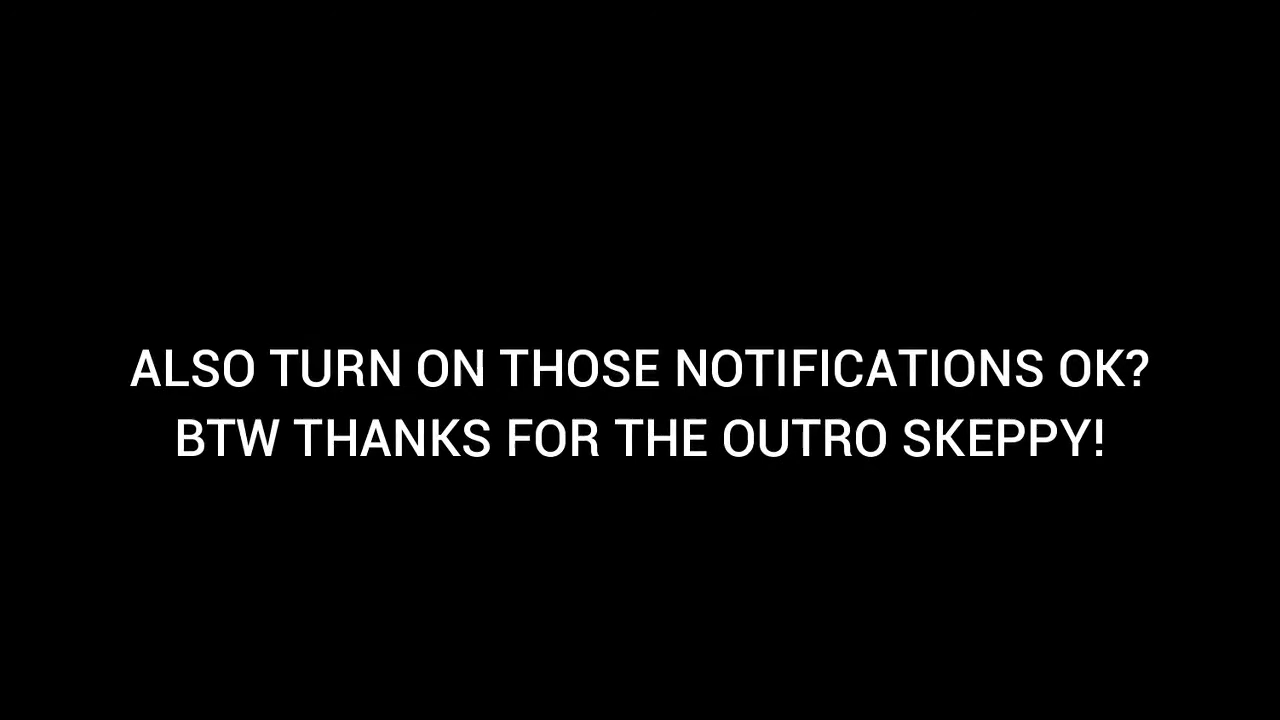 ALSO TURN ON THOSE NOTIFICATIONS OK?
BTW THANKS FOR THE OUTRO SKEPPY!